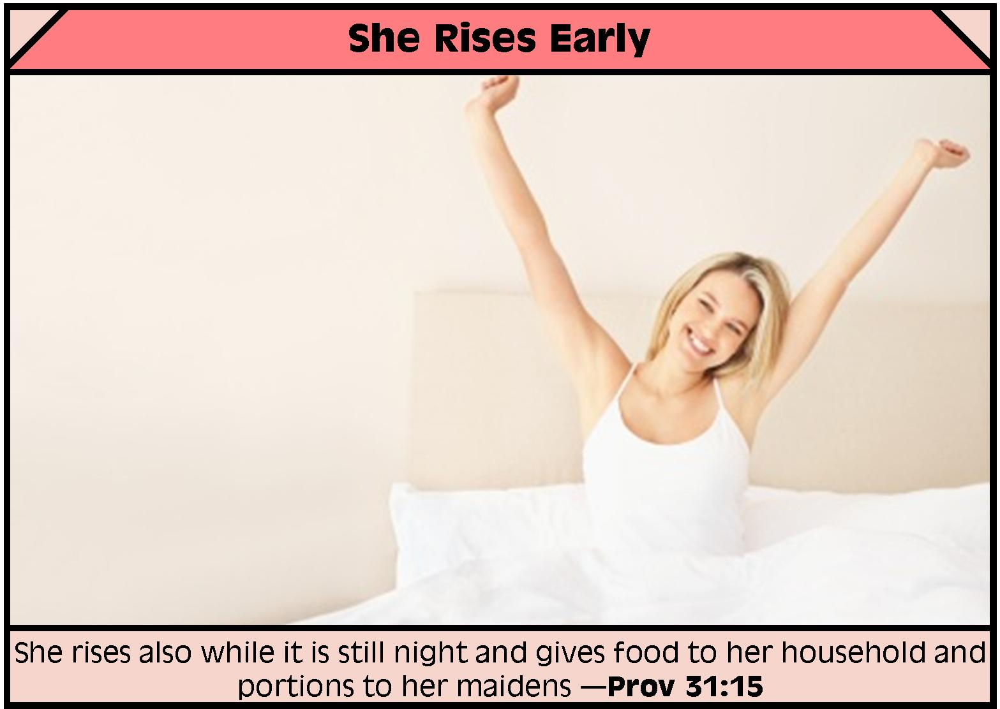 She Rises Early
She rises also while it is still night and gives food to her household and
portions to her maidens —Prov 31:15